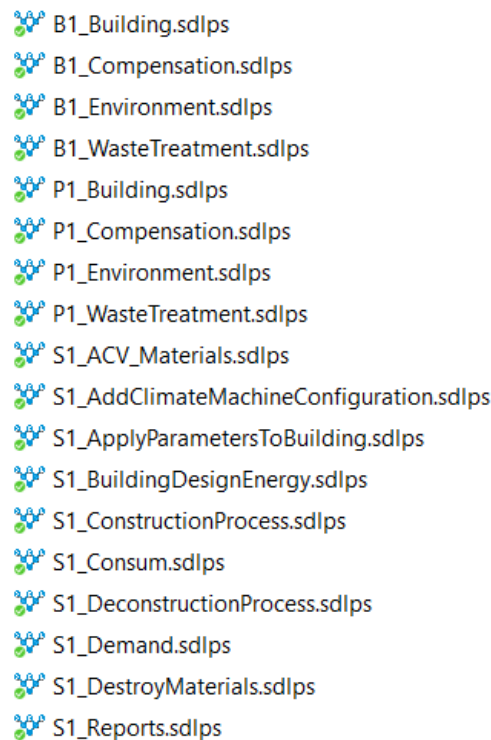 B1_Building.sdlps
B1_Compensation.sdlps
B1_Environment.sdlps
B1_WasteTreatment.sdlps
P1_Building.sdlps
P1_Compensation.sdlps
P1_Environment.sdlps
P1_WasteTreatment.sdlps
S1_ACV_Materials.sdlps
S1_AddClimateMachineConfiguration.sdlps
S1_ApplyParametersToBuilding.sdlps
S1_BuildingDesignEnergy.sdlps
S1_ConstructionProcess.sdlps
S1_Consum.sdlps
S1_DeconstructionProcess.sdlps
S1_Demand.sdlps
S1_DestroyMaterials.sdlps
S1_Reports.sdlps